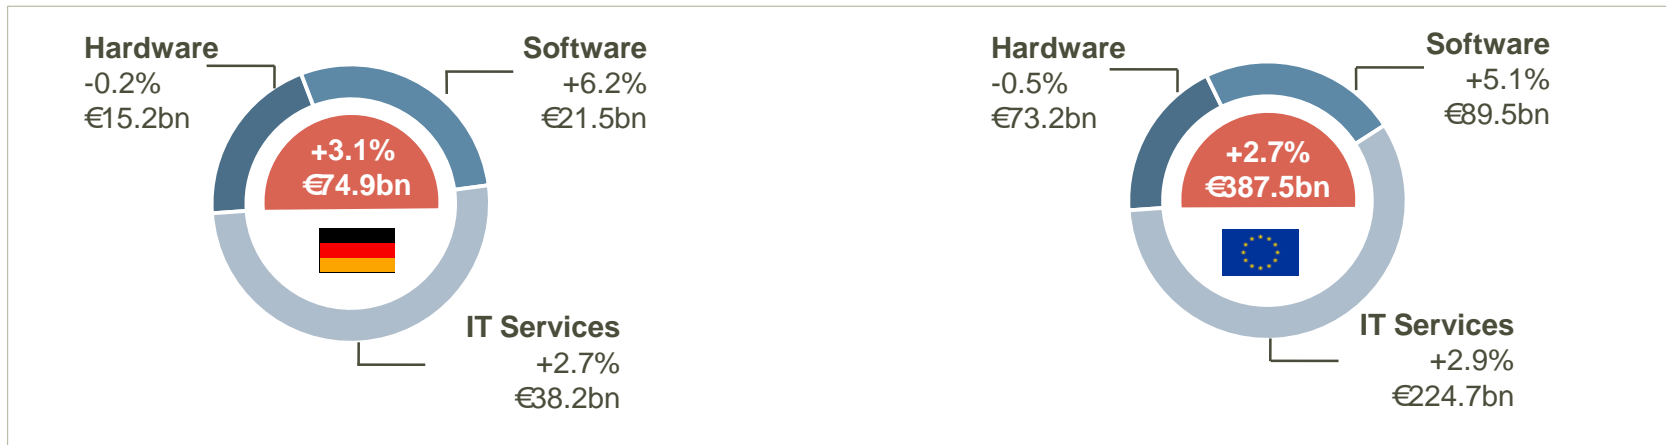 Hardware
-0.2%
€15.2bn
Software
+6.2%
€21.5bn
+3.1%
€74.9bn
IT Services
+2.7%
€38.2bn
Hardware
-0.5%
€73.2bn
Software
+5.1%
€89.5bn
+2.7%
€387.5bn
IT Services
+2.9%
€224.7bn